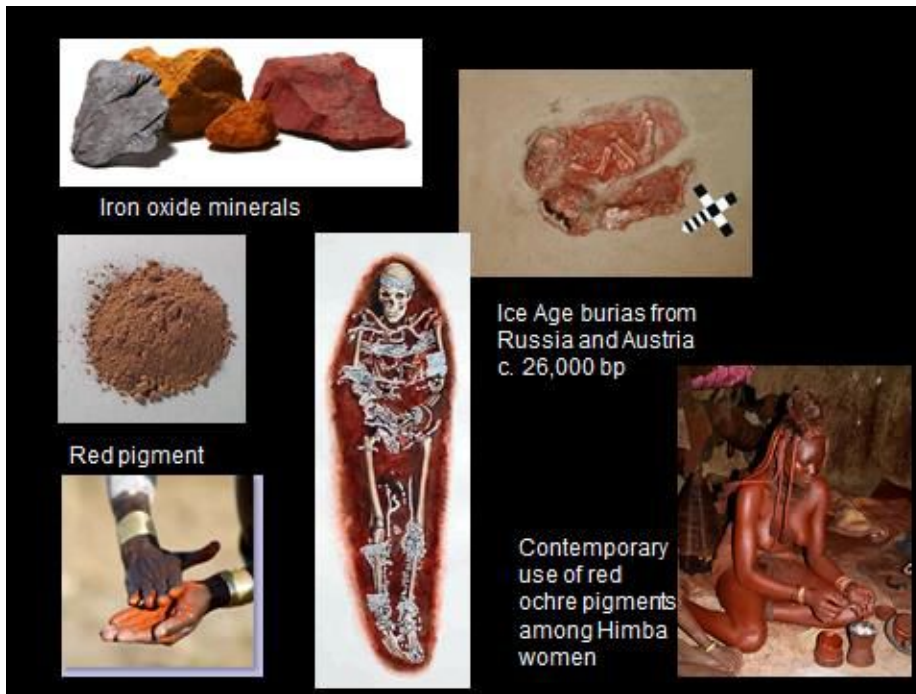 Iron oxide minerals
Ice Age burias from
Russia and Austria
c. 26,000 bp
Red pigment
Contemporary
use of red
ochre pigments
among Himba
women